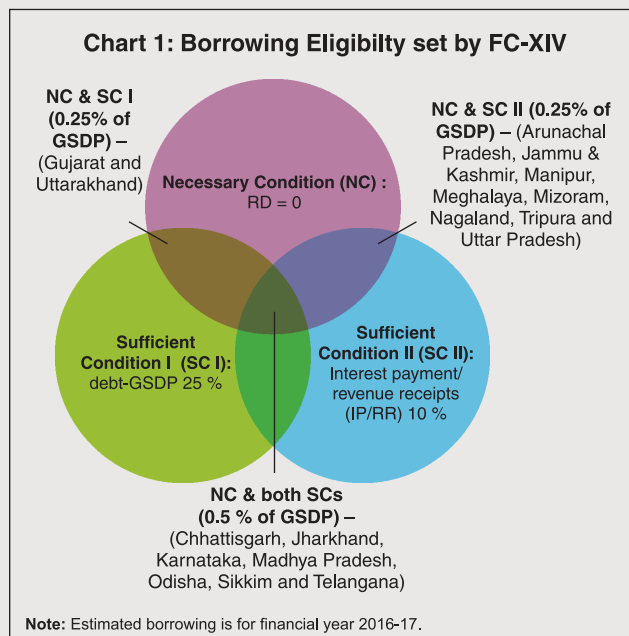 Chart 1: Borrowing Eligibilty set by FC-XIV
NC & SC I
(0.25% of
GSDP) –
(Gujarat and
Uttarakhand)
NC & SC II (0.25% of
GSDP) – (Arunachal
Pradesh, Jammu &
Kashmir, Manipur,
Meghalaya, Mizoram,
Nagaland, Tripura and
Uttar Pradesh)
Necessary Condition (NC) :
RD = 0
Sufficient
Condition I (SC I):
debt-GSDP 25 %
Sufficient
Condition II (SC II):
Interest payment/
revenue receipts
(IP/RR) 10 %
NC & both SCs
(0.5 % of GSDP) –
(Chhattisgarh, Jharkhand,
Karnataka, Madhya Pradesh,
Odisha, Sikkim and Telangana)
Note: Estimated borrowing is for financial year 2016-17.